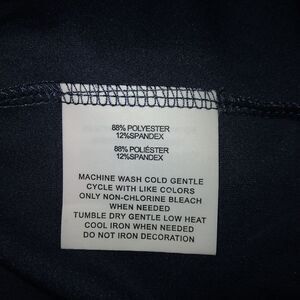 88% POLYESTER
12%SPANDEX
88% POLIÉSTER
12%SPANDEX
MACHINE WASH COLD GENTLE
CYCLE WITH LIKE COLORS
ONLY NON-CHLORINE BLEACH
WHEN NEEDED
TUMBLE DRY GENTLE LOW HEAT
COOL IRON WHEN NEEDED
DO NOT IRON DECORATION